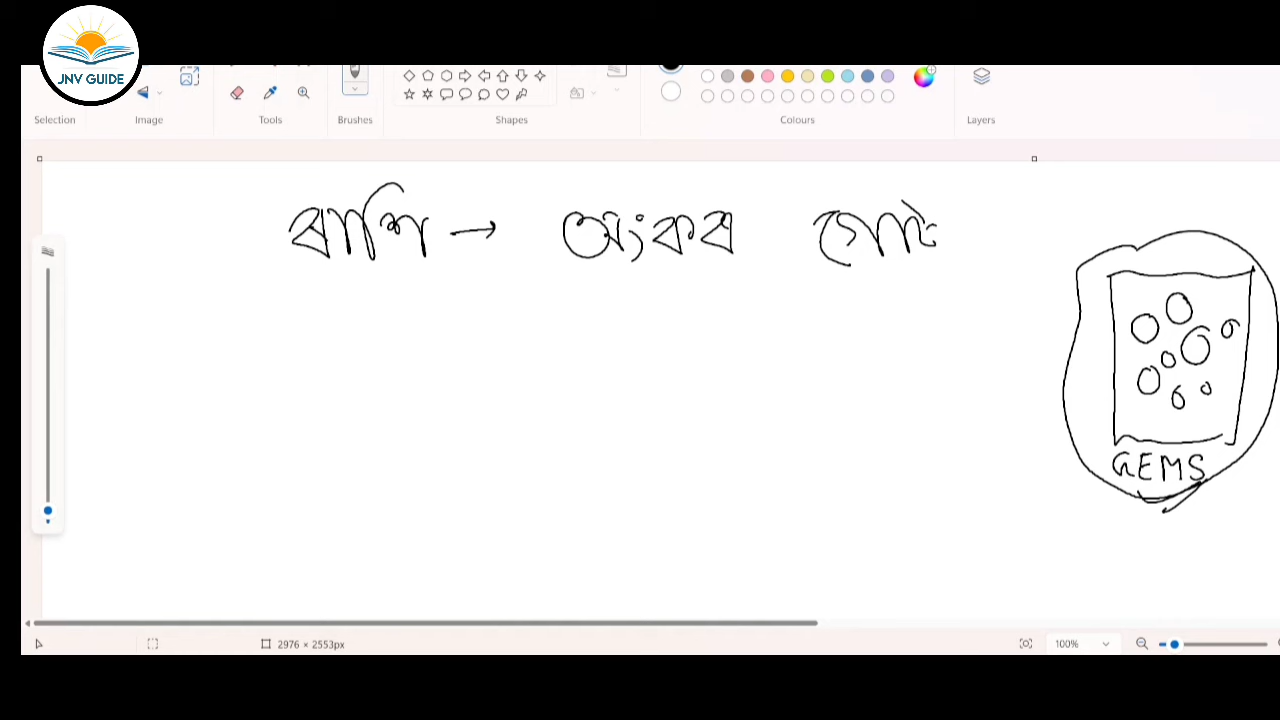 JNV GUIDE
Selection Image Tools Brushes Shapes Colours Layers
ৰাশি → অংকৰ গোট
GEMS
2976 × 2553px 100%